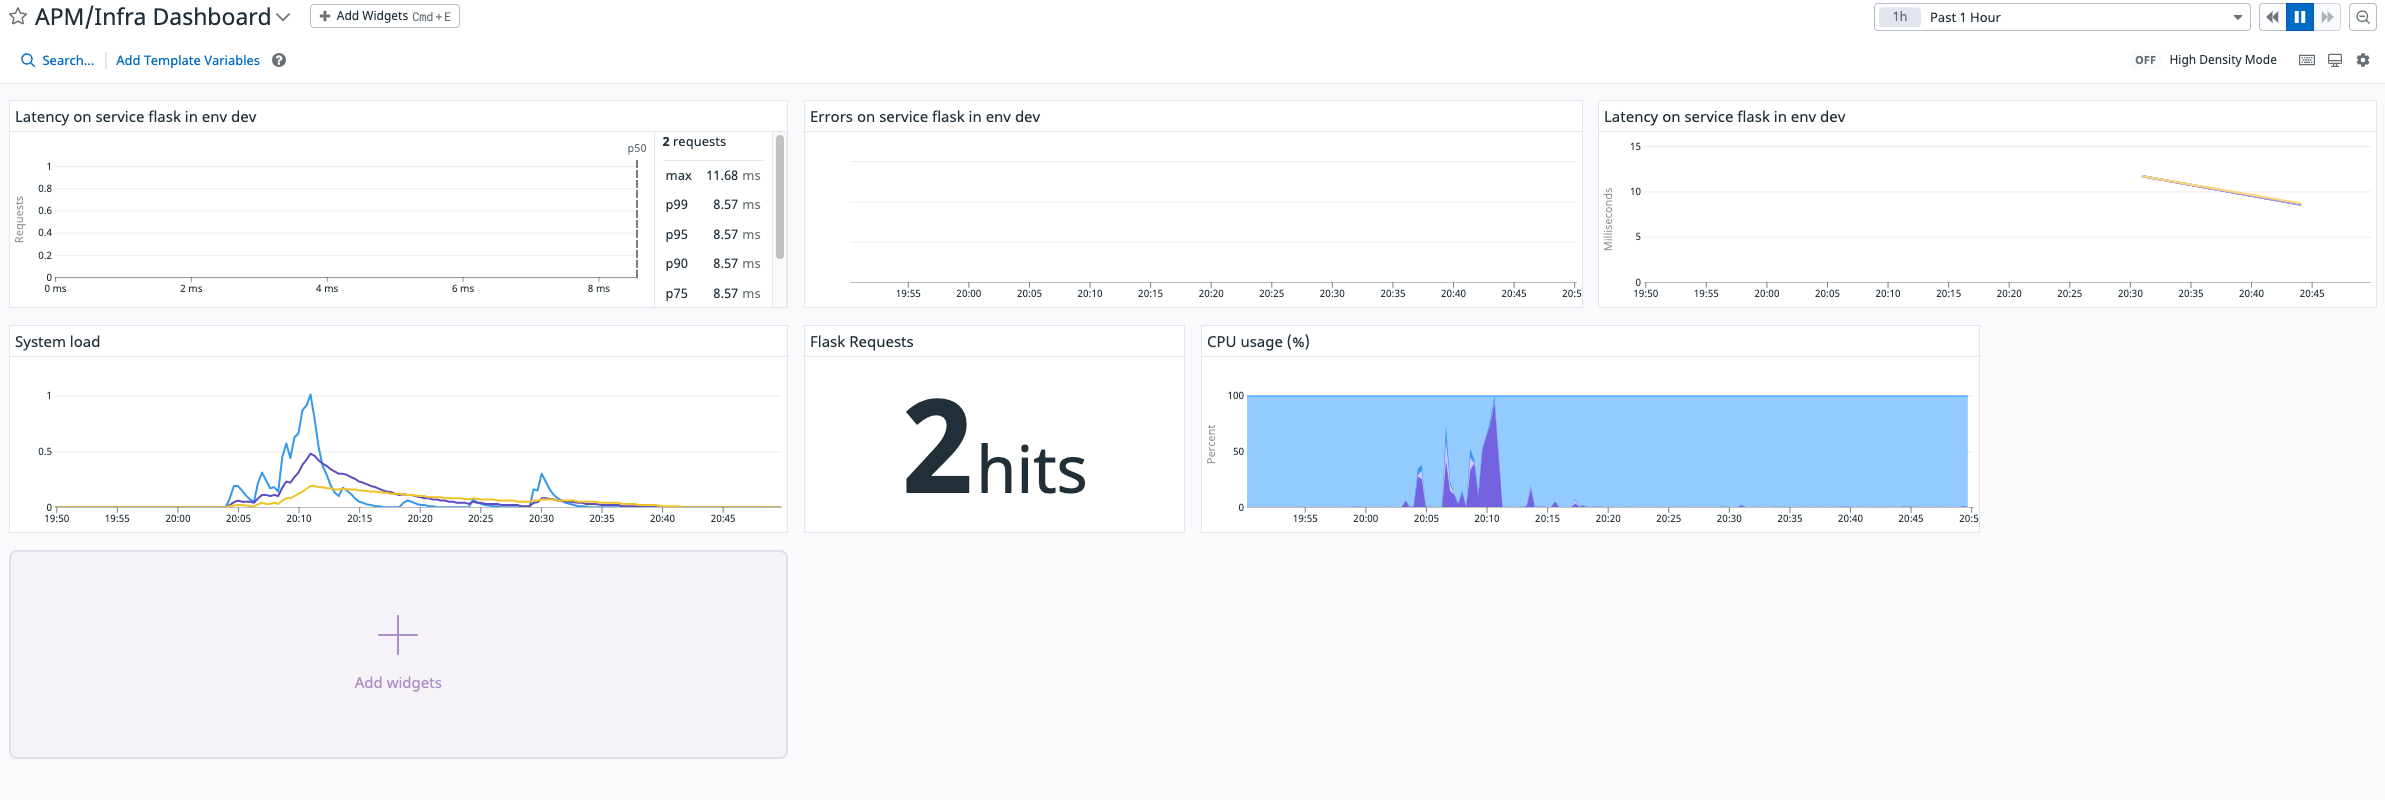 APM/Infra Dashboard
Add Widgets Cmd + E
1h Past 1 Hour
Search...
Add Template Variables
?
OFF High Density Mode
Latency on service flask in env dev
p50
Requests
1
0.8
0.6
0.4
0.2
0
0 ms 2 ms 4 ms 6 ms 8 ms
2 requests
max 11.68 ms
p99 8.57 ms
p95 8.57 ms
p90 8.57 ms
p75 8.57 ms
Errors on service flask in env dev
19:55 20:00 20:05 20:10 20:15 20:20 20:25 20:30 20:35 20:40 20:45 20:5
Latency on service flask in env dev
Milliseconds
15
10
5
0
19:50 19:55 20:00 20:05 20:10 20:15 20:20 20:25 20:30 20:35 20:40 20:45
System load
1
0.5
0
19:50 19:55 20:00 20:05 20:10 20:15 20:20 20:25 20:30 20:35 20:40 20:45
Flask Requests
2 hits
CPU usage (%)
Percent
100
50
0
19:55 20:00 20:05 20:10 20:15 20:20 20:25 20:30 20:35 20:40 20:45 20:5
Add widgets